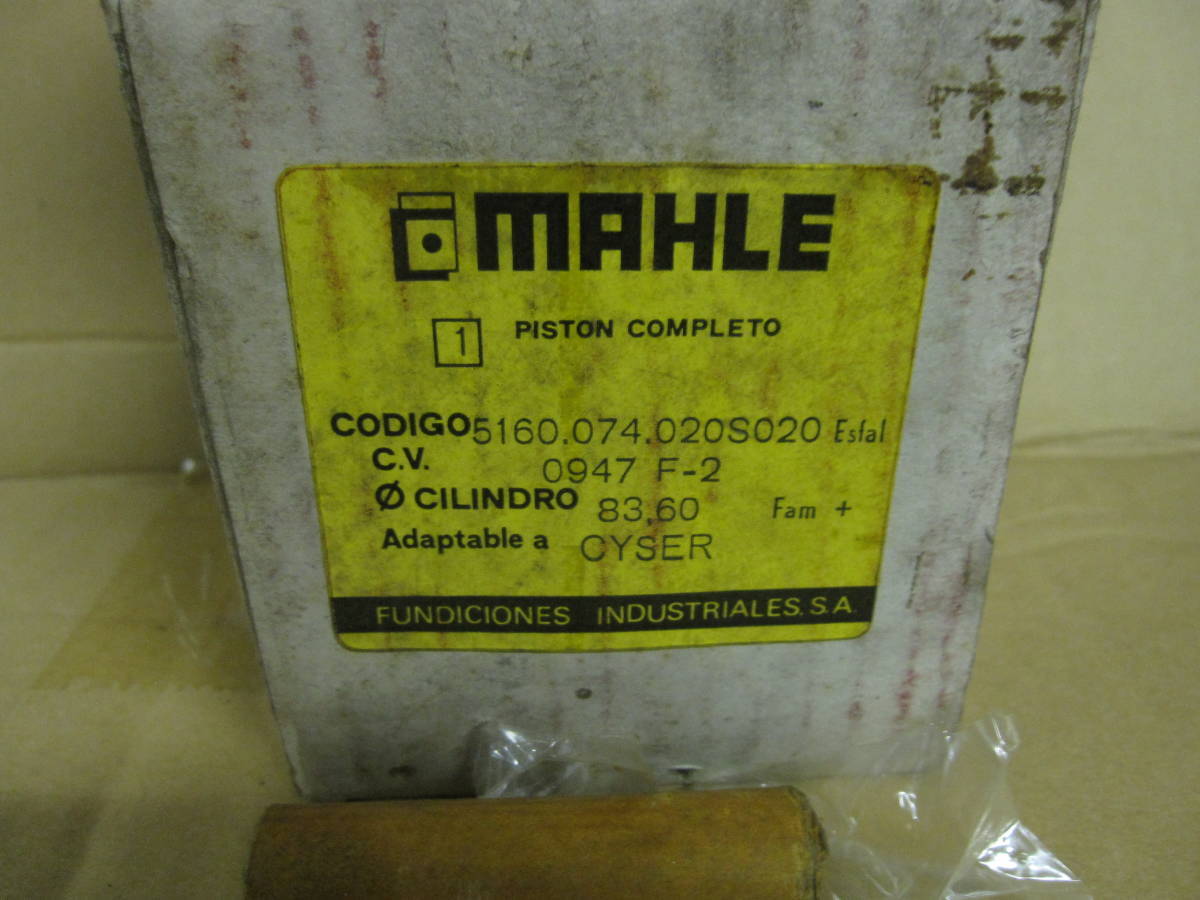 MAHLE
1 PISTON COMPLETO
CODIGO 5160.074.020S020 Esfal
C.V. 0947 F-2
Ø CILINDRO 83,60 Fam +
Adaptable a CYSER
FUNDICIONES INDUSTRIALES. S.A.